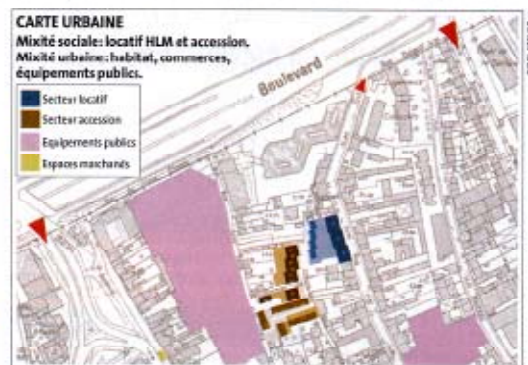 CARTE URBAINE
Mixité sociale: locatif HLM et accession.
Mixité urbaine: habitat, commerces,
équipements publics.
Secteur locatif
Secteur accession
Equipements publics
Espaces marchands
Boulevard